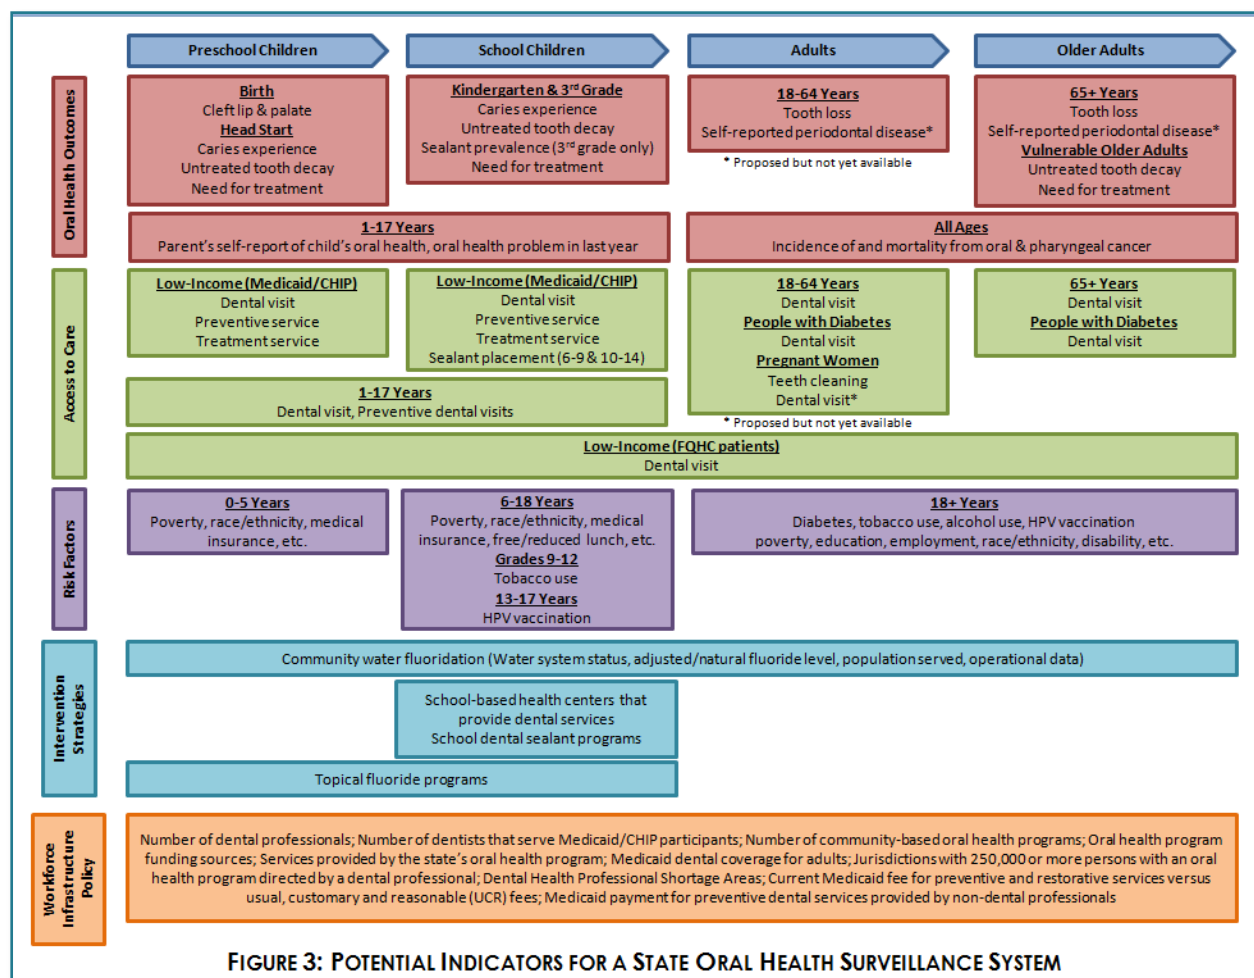 Preschool Children
School Children
Adults
Older Adults
Oral Health Outcomes
Birth
Cleft lip & palate
Head Start
Caries experience
Untreated tooth decay
Need for treatment
Kindergarten & 3rd Grade
Caries experience
Untreated tooth decay
Sealant prevalence (3rd grade only)
Need for treatment
18-64 Years
Tooth loss
Self-reported periodontal disease*
* Proposed but not yet available
65+ Years
Tooth loss
Self-reported periodontal disease*
Vulnerable Older Adults
Untreated tooth decay
Need for treatment
1-17 Years
Parent's self-report of child's oral health, oral health problem in last year
All Ages
Incidence of and mortality from oral & pharyngeal cancer
Access to Care
Low-Income (Medicaid/CHIP)
Dental visit
Preventive service
Treatment service
Low-Income (Medicaid/CHIP)
Dental visit
Preventive service
Treatment service
Sealant placement (6-9 & 10-14)
18-64 Years
Dental visit
People with Diabetes
Dental visit
Pregnant Women
Teeth cleaning
Dental visit*
* Proposed but not yet available
65+ Years
Dental visit
People with Diabetes
Dental visit
1-17 Years
Dental visit, Preventive dental visits
Low-Income (FQHC patients)
Dental visit
Risk Factors
0-5 Years
Poverty, race/ethnicity, medical
insurance, etc.
6-18 Years
Poverty, race/ethnicity, medical
insurance, free/reduced lunch, etc.
Grades 9-12
Tobacco use
13-17 Years
HPV vaccination
18+ Years
Diabetes, tobacco use, alcohol use, HPV vaccination
poverty, education, employment, race/ethnicity, disability, etc.
Intervention
Strategies
Community water fluoridation (Water system status, adjusted/natural fluoride level, population served, operational data)
School-based health centers that
provide dental services
School dental sealant programs
Topical fluoride programs
Workforce
Infrastructure
Policy
Number of dental professionals; Number of dentists that serve Medicaid/CHIP participants; Number of community-based oral health programs; Oral health program
funding sources; Services provided by the state's oral health program; Medicaid dental coverage for adults; Jurisdictions with 250,000 or more persons with an oral
health program directed by a dental professional; Dental Health Professional Shortage Areas; Current Medicaid fee for preventive and restorative services versus
usual, customary and reasonable (UCR) fees; Medicaid payment for preventive dental services provided by non-dental professionals
FIGURE 3: POTENTIAL INDICATORS FOR A STATE ORAL HEALTH SURVEILLANCE SYSTEM